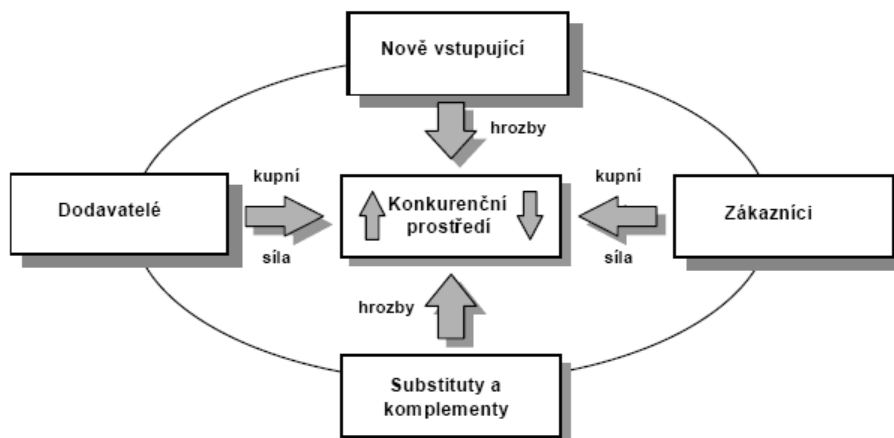 Nově vstupující
hrozby
kupní
kupní
Dodavatelé
Konkurenční
prostředí
Zákazníci
síla
síla
hrozby
Substituty a
komplementy